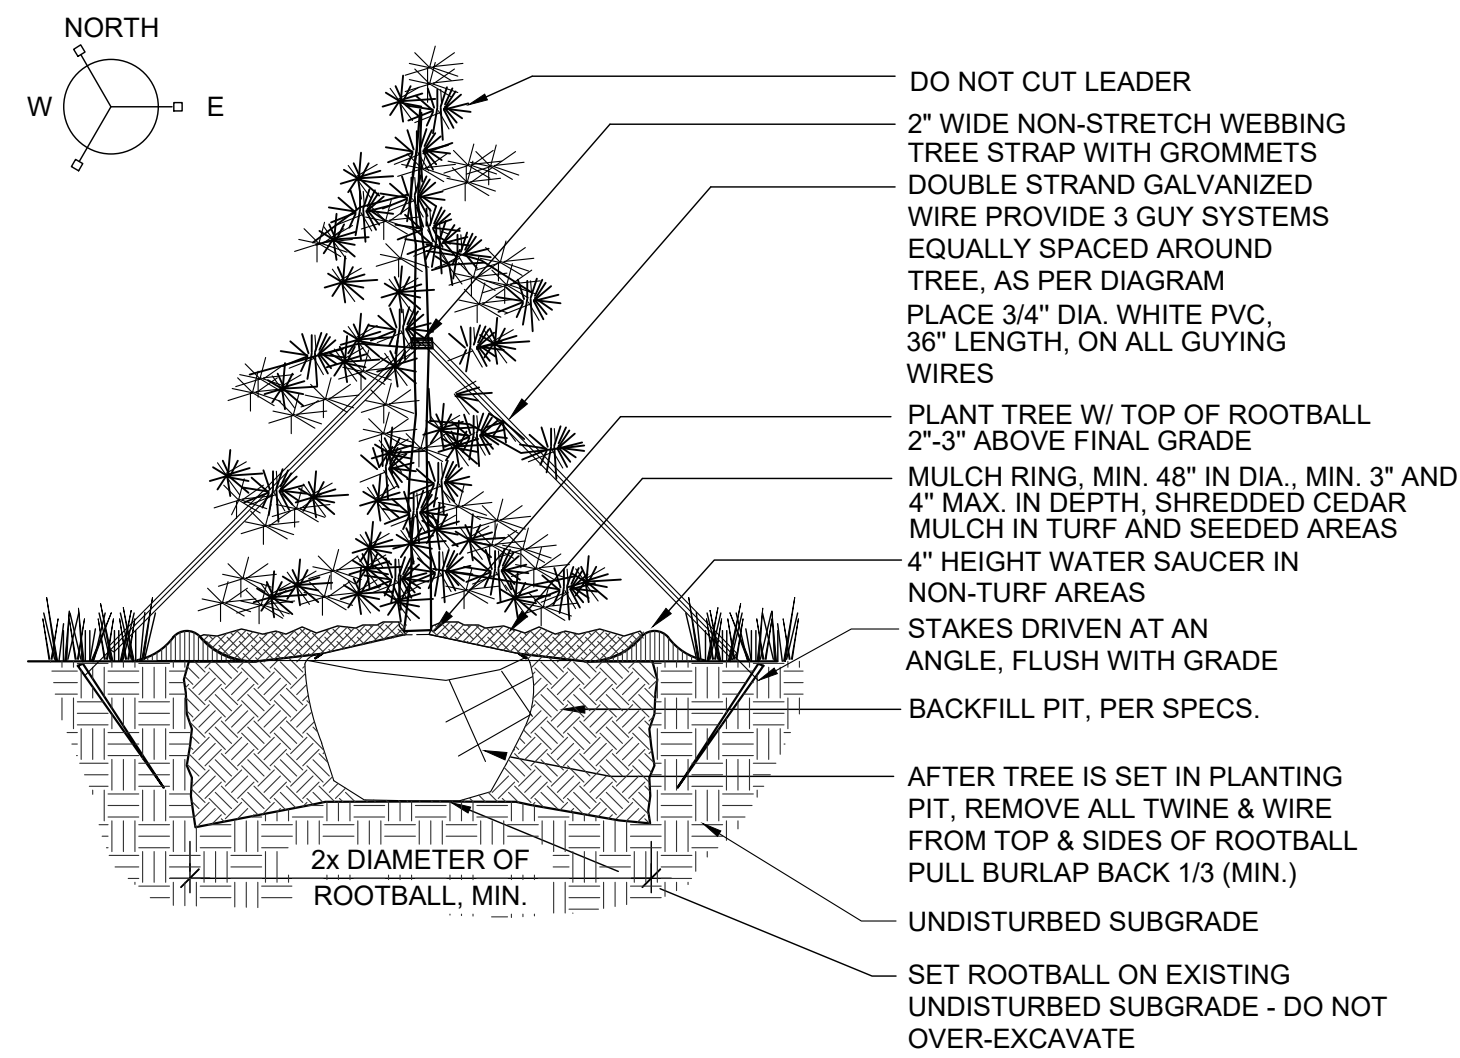 NORTH
W
E
DO NOT CUT LEADER
2" WIDE NON-STRETCH WEBBING
TREE STRAP WITH GROMMETS
DOUBLE STRAND GALVANIZED
WIRE PROVIDE 3 GUY SYSTEMS
EQUALLY SPACED AROUND
TREE, AS PER DIAGRAM
PLACE 3/4" DIA. WHITE PVC,
36" LENGTH, ON ALL GUYING
WIRES
PLANT TREE W/ TOP OF ROOTBALL
2"-3" ABOVE FINAL GRADE
MULCH RING, MIN. 48" IN DIA., MIN. 3" AND
4" MAX. IN DEPTH, SHREDDED CEDAR
MULCH IN TURF AND SEEDED AREAS
4" HEIGHT WATER SAUCER IN
NON-TURF AREAS
STAKES DRIVEN AT AN
ANGLE, FLUSH WITH GRADE
BACKFILL PIT, PER SPECS.
AFTER TREE IS SET IN PLANTING
PIT, REMOVE ALL TWINE & WIRE
FROM TOP & SIDES OF ROOTBALL
PULL BURLAP BACK 1/3 (MIN.)
UNDISTURBED SUBGRADE
SET ROOTBALL ON EXISTING
UNDISTURBED SUBGRADE - DO NOT
OVER-EXCAVATE
2x DIAMETER OF
ROOTBALL, MIN.